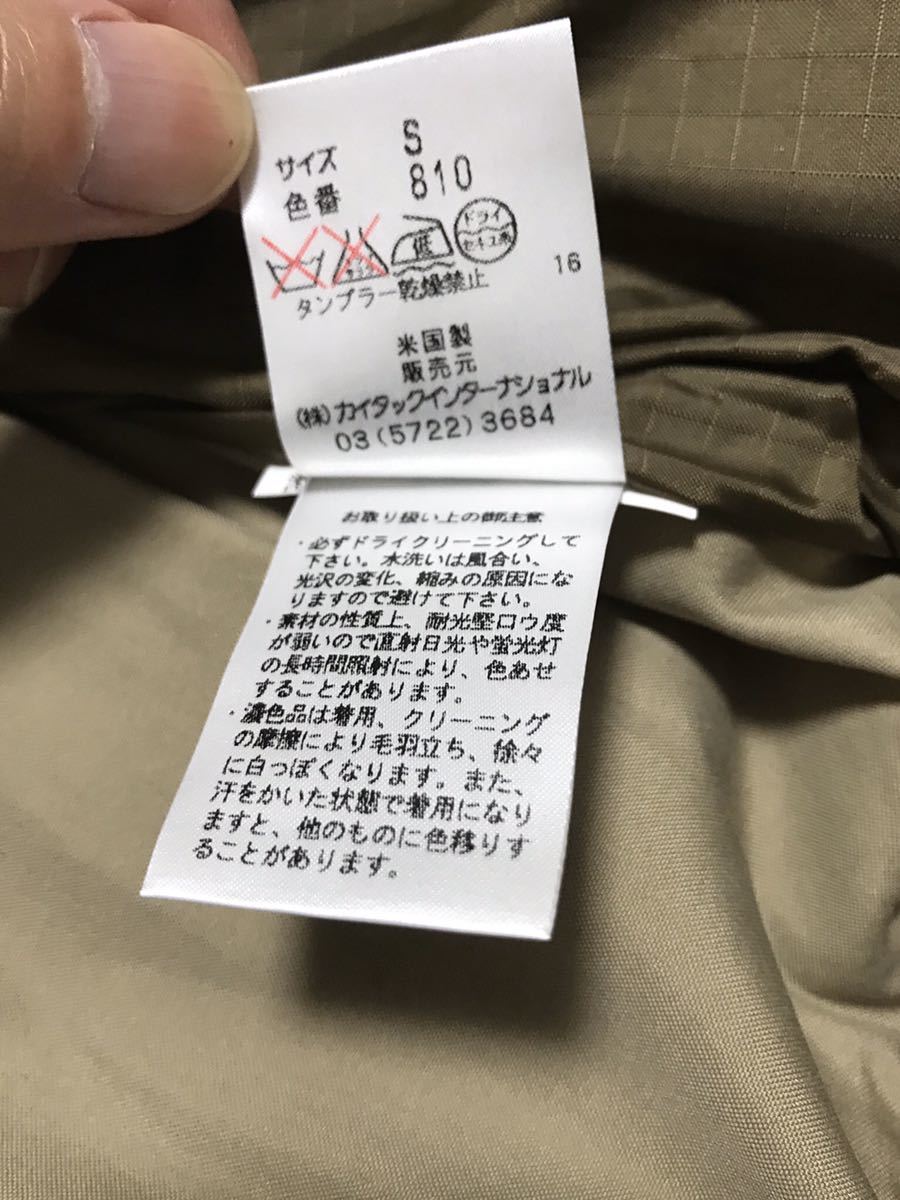 サイズ S
色番 810
サラシ 低 ドライ
セキユ系
タンブラー乾燥禁止
16
米国製
販売元
(株)カイタックインターナショナル
03(5722)3684
お取り扱い上の御注意
・必ずドライクリーニングして
下さい。水洗いは風合い、
光沢の変化、縮みの原因にな
りますので避けて下さい。
・素材の性質上、耐光堅ロウ度
が弱いので直射日光や蛍光灯
の長時間照射により、色あせ
することがあります。
・濃色品は着用、クリーニング
の摩擦により毛羽立ち、徐々
に白っぽくなります。また、
汗をかいた状態で着用になり
ますと、他のものに色移りす
ることがあります。